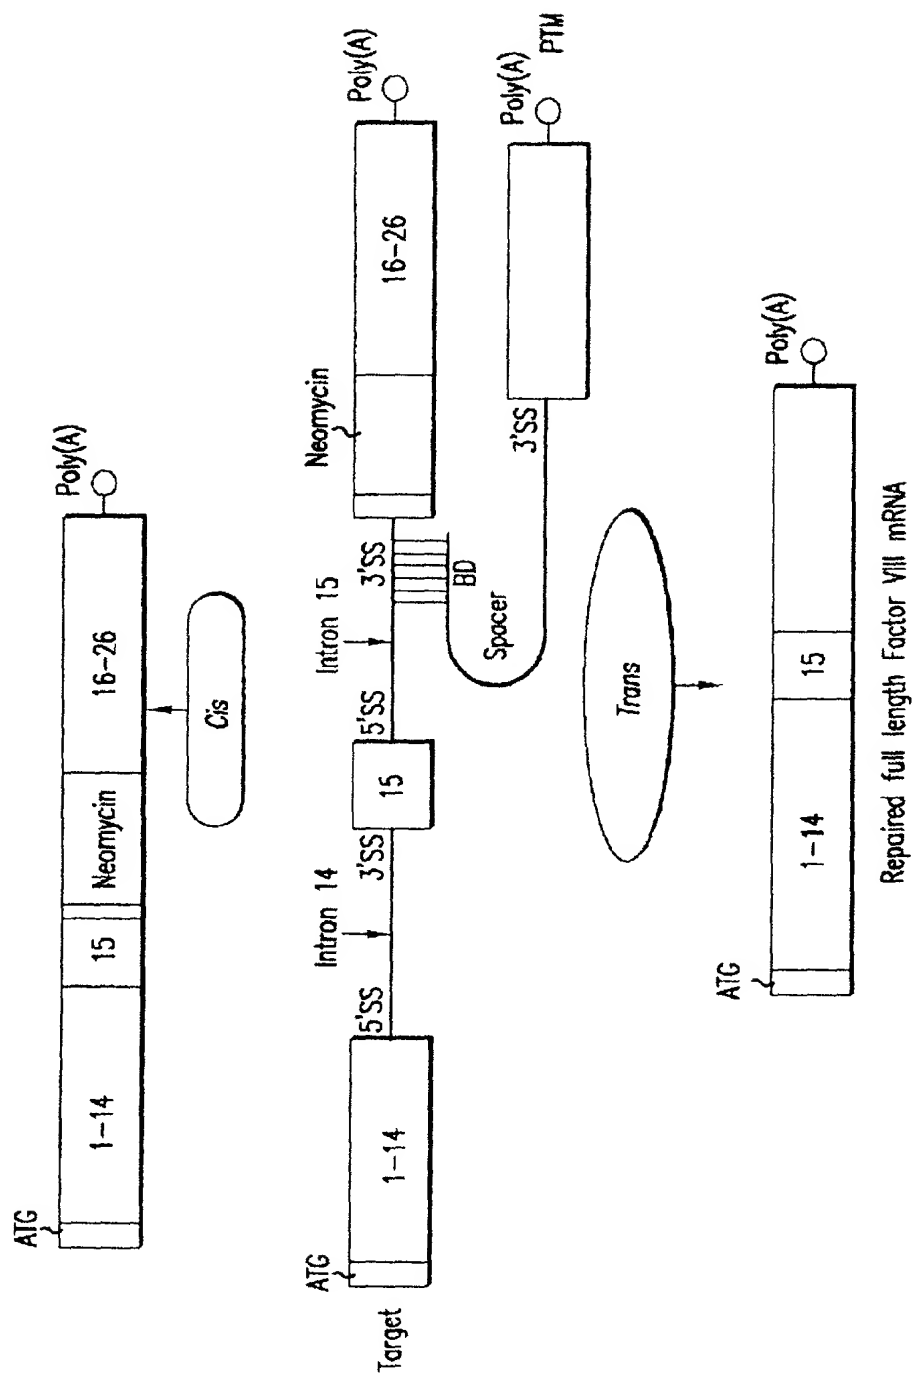 ATG
1-14
15
Neomycin
16-26
Poly(A)
Cis
Target
ATG
1-14
5'SS
Intron 14
3'SS
15
5'SS
Intron 15
3'SS
Neomycin
16-26
Poly(A)
BD
Spacer
3'SS
Poly(A)
PTM
Trans
ATG
1-14
15
Poly(A)
Repaired full length Factor VIII mRNA